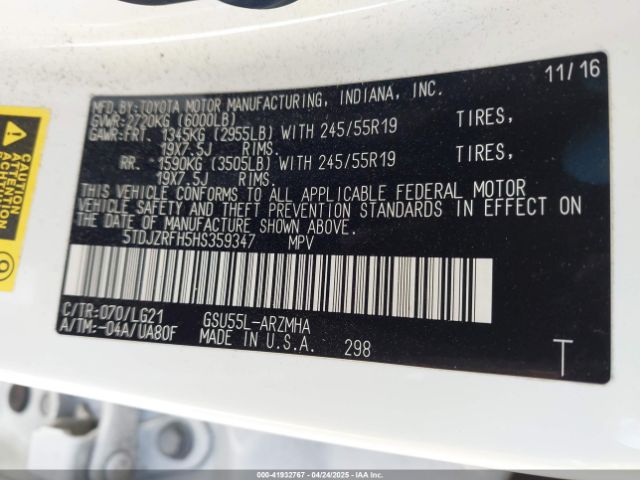 11/16
MFD.BY:TOYOTA MOTOR MANUFACTURING, INDIANA, INC.
GVWR:2720KG (6000LB)
GAWR:FRT. 1345KG (2955LB) WITH 245/55R19 TIRES,
19X7.5J RIMS.
RR. 1590KG (3505LB) WITH 245/55R19 TIRES,
19X7.5J RIMS.
THIS VEHICLE CONFORMS TO ALL APPLICABLE FEDERAL MOTOR
VEHICLE SAFETY AND THEFT PREVENTION STANDARDS IN EFFECT ON
THE DATE OF MANUFACTURE SHOWN ABOVE.
5TDJZRFH5HS359347 MPV
C/TR:070/LG21 GSU55L-ARZMHA
A/TM:-04A/UA80F MADE IN U.S.A. 298 T
ATTENTION
000-41932767 - 04/24/2025 - IAAI.COM